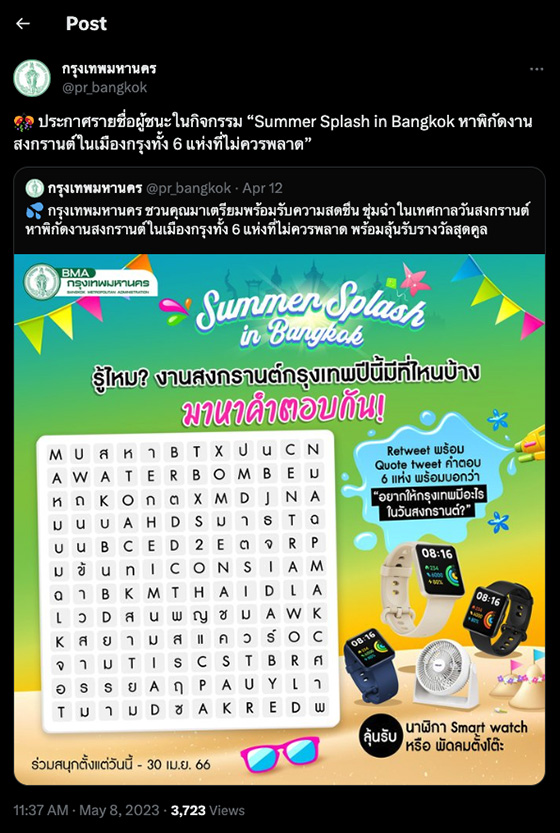 Post
กรุงเทพมหานคร
@pr_bangkok
ประกาศรายชื่อผู้ชนะในกิจกรรม “Summer Splash in Bangkok หาพิกัดงาน
สงกรานต์ในเมืองกรุงทั้ง 6 แห่งที่ไม่ควรพลาด”
กรุงเทพมหานคร @pr_bangkok · Apr 12
กรุงเทพมหานคร ชวนคุณมาเตรียมพร้อมรับความสดชื่น ชุ่มฉ่ำ ในเทศกาลวันสงกรานต์
หาพิกัดงานสงกรานต์ในเมืองกรุงทั้ง 6 แห่งที่ไม่ควรพลาด พร้อมลุ้นรับรางวัลสุดคูล
BMA
กรุงเทพมหานคร
BANGKOK METROPOLITAN ADMINISTRATION
Summer Splash
in Bangkok
รู้ไหม? งานสงกรานต์กรุงเทพปีนี้มีที่ไหนบ้าง
มาหาคำตอบกัน!
M U ส ห า B T X ป น C N
A W A T E R B O M B E ม
ห ถ K O ก ต X M D J N A
ม น บ A H D S ม า ร T ฉ
บ น B C E D 2 E ต จ R P
ม ข้ น ท I C O N S I A M
ฉ า B K M T H A I D L A
L ว D ส น พ ญ ช ม A W K
K ส ย า ม ส แ ค ว ร์ O C
จ า ม T I ร C S T B R ศ
อ ร ร ย A ฤ P A U Y L า
T ม า ม D ช A K R E D พ
Retweet พร้อม
Quote tweet คำตอบ
6 แห่ง พร้อมบอกว่า
“อยากให้กรุงเทพมีอะไร
ในวันสงกรานต์?”
08:16
08:16
08:16
ลุ้นรับ
นาฬิกา Smart watch
หรือ พัดลมตั้งโต๊ะ
ร่วมสนุกตั้งแต่วันนี้ - 30 เม.ย. 66
11:37 AM · May 8, 2023 · 3,723 Views